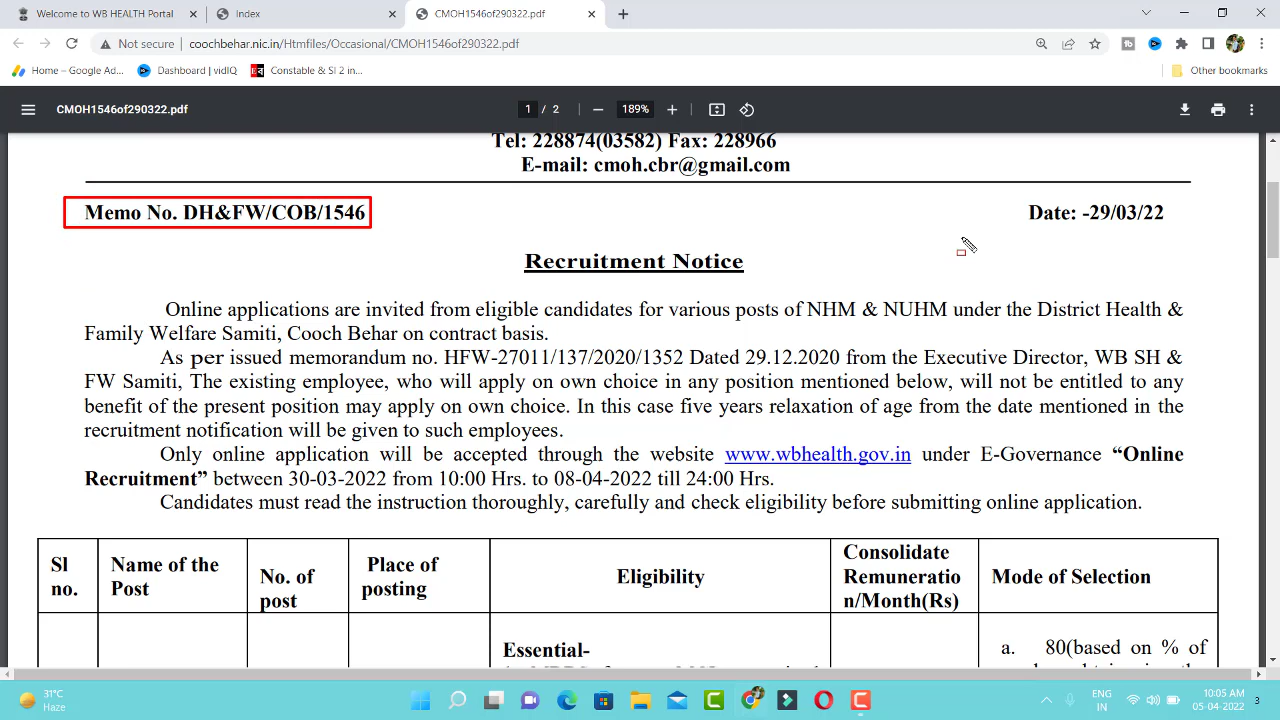 Welcome to WB HEALTH Portal
Index
CMOH1546of290322.pdf
Not secure
coochbehar.nic.in/Htmfiles/Occasional/CMOH1546of290322.pdf
Home – Google Ad...
Dashboard | vidIQ
Constable & SI 2 in...
Other bookmarks
CMOH1546of290322.pdf
1 / 2
189%
Tel: 228874(03582) Fax: 228966
E-mail: cmoh.cbr@gmail.com
Memo No. DH&FW/COB/1546
Date: -29/03/22
Recruitment Notice
Online applications are invited from eligible candidates for various posts of NHM & NUHM under the District Health &
Family Welfare Samiti, Cooch Behar on contract basis.
As per issued memorandum no. HFW-27011/137/2020/1352 Dated 29.12.2020 from the Executive Director, WB SH &
FW Samiti, The existing employee, who will apply on own choice in any position mentioned below, will not be entitled to any
benefit of the present position may apply on own choice. In this case five years relaxation of age from the date mentioned in the
recruitment notification will be given to such employees.
Only online application will be accepted through the website www.wbhealth.gov.in under E-Governance “Online
Recruitment” between 30-03-2022 from 10:00 Hrs. to 08-04-2022 till 24:00 Hrs.
Candidates must read the instruction thoroughly, carefully and check eligibility before submitting online application.
Sl
no.
Name of the
Post
No. of
post
Place of
posting
Eligibility
Consolidate
Remuneratio
n/Month(Rs)
Mode of Selection
Essential-
a. 80(based on % of
31°C
Haze
ENG
IN
10:05 AM
05-04-2022
3